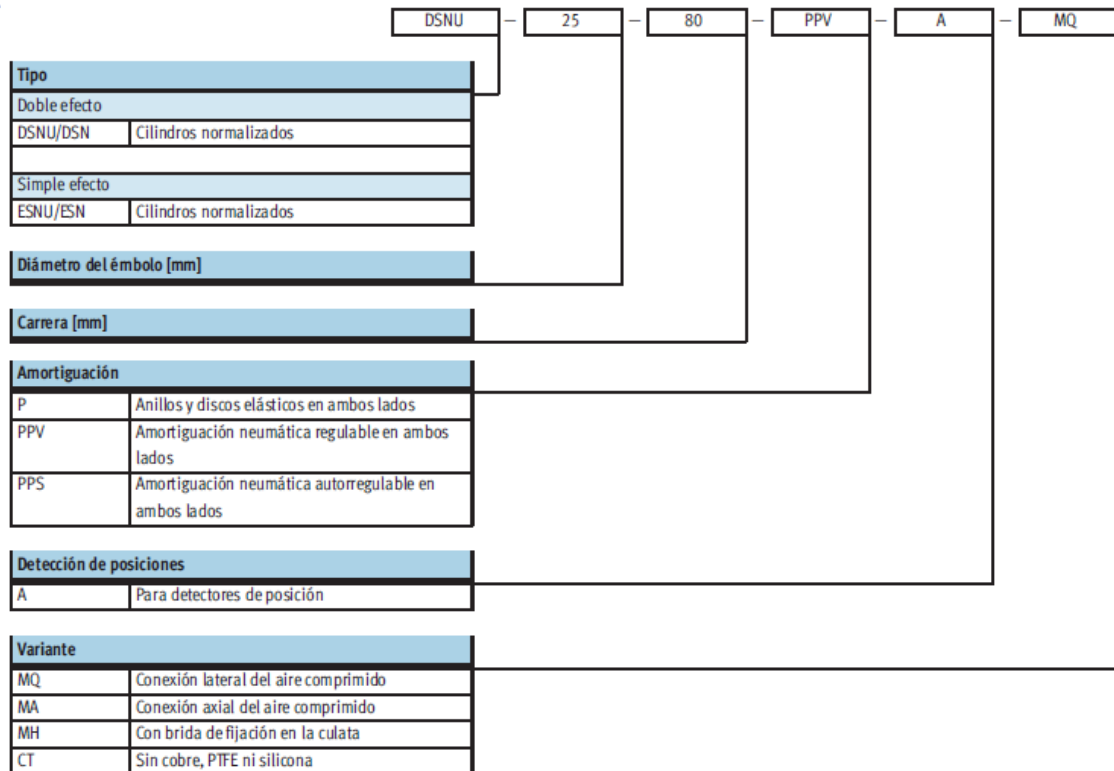 DSNU – 25 – 80 – PPV – A – MQ
Tipo
Doble efecto
DSNU/DSN Cilindros normalizados
Simple efecto
ESNU/ESN Cilindros normalizados
Diámetro del émbolo [mm]
Carrera [mm]
Amortiguación
P Anillos y discos elásticos en ambos lados
PPV Amortiguación neumática regulable en ambos
lados
PPS Amortiguación neumática autorregulable en
ambos lados
Detección de posiciones
A Para detectores de posición
Variante
MQ Conexión lateral del aire comprimido
MA Conexión axial del aire comprimido
MH Con brida de fijación en la culata
CT Sin cobre, PTFE ni silicona